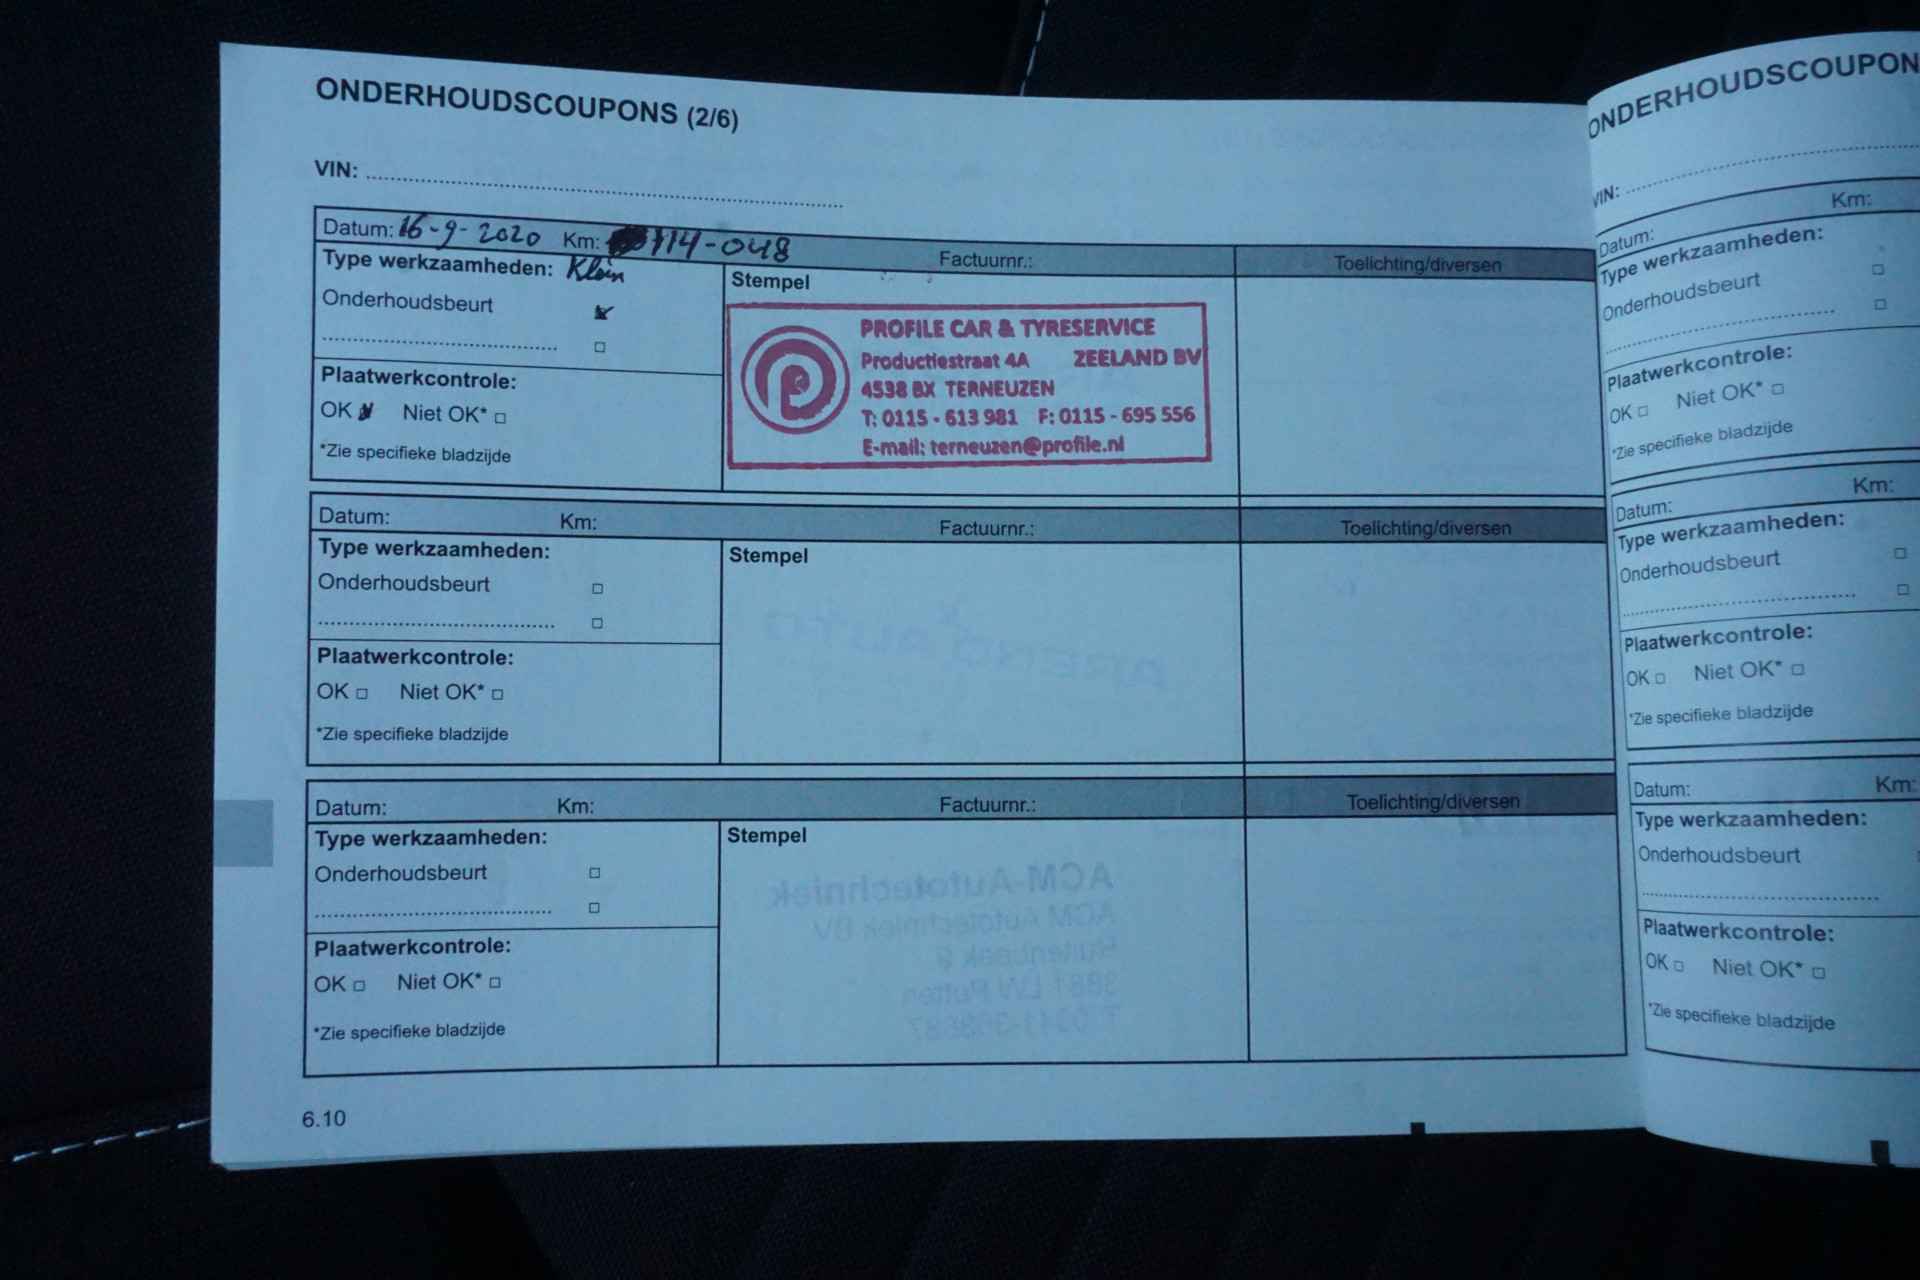 ONDERHOUDSCOUPONS (2/6)
VIN:
Datum: 16-9-2020 Km: 114-048 Factuurnr.: Toelichting/diversen
Type werkzaamheden: Klein
Stempel
Onderhoudsbeurt
PROFILE CAR & TYRESERVICE
Productiestraat 4A ZEELAND BV
4538 BX TERNEUZEN
T: 0115 - 613 981 F: 0115 - 695 556
E-mail: terneuzen@profile.nl
Plaatwerkcontrole:
OK Niet OK*
*Zie specifieke bladzijde
Datum: Km: Factuurnr.: Toelichting/diversen
Type werkzaamheden:
Stempel
Onderhoudsbeurt
Plaatwerkcontrole:
OK Niet OK*
*Zie specifieke bladzijde
Datum: Km: Factuurnr.: Toelichting/diversen
Type werkzaamheden:
Stempel
Onderhoudsbeurt
Plaatwerkcontrole:
OK Niet OK*
*Zie specifieke bladzijde
6.10
ONDERHOUDSCOUPON
VIN:
Datum: Km:
Type werkzaamheden:
Onderhoudsbeurt
Plaatwerkcontrole:
OK Niet OK*
*Zie specifieke bladzijde
Datum: Km:
Type werkzaamheden:
Onderhoudsbeurt
Plaatwerkcontrole:
OK Niet OK*
*Zie specifieke bladzijde
Datum: Km:
Type werkzaamheden:
Onderhoudsbeurt
Plaatwerkcontrole:
OK Niet OK*
*Zie specifieke bladzijde